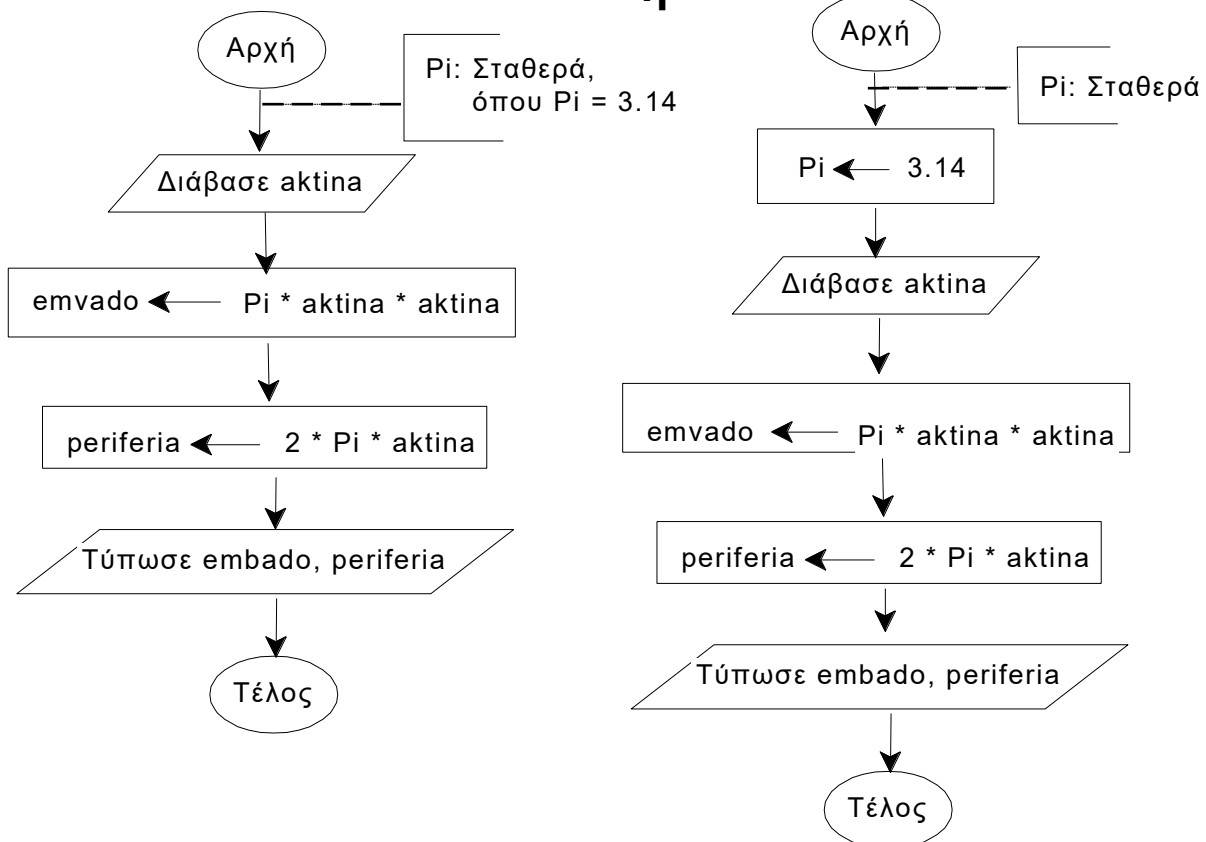 Αρχή
Pi: Σταθερά,
όπου Pi = 3.14
Διάβασε aktina
emvado Pi * aktina * aktina
periferia 2 * Pi * aktina
Τύπωσε embado, periferia
Τέλος
Αρχή
Pi: Σταθερά
Pi 3.14
Διάβασε aktina
emvado Pi * aktina * aktina
periferia 2 * Pi * aktina
Τύπωσε embado, periferia
Τέλος